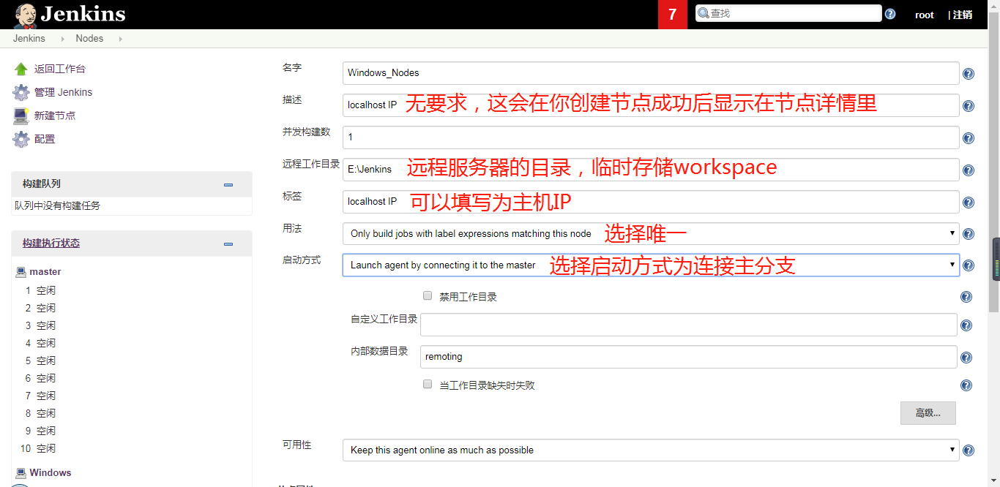 Jenkins
7
查找
root
| 注销
Jenkins
Nodes
返回工作台
管理 Jenkins
新建节点
配置
构建队列
队列中没有构建任务
构建执行状态
master
1 空闲
2 空闲
3 空闲
4 空闲
5 空闲
6 空闲
7 空闲
8 空闲
9 空闲
10 空闲
Windows
名字
Windows_Nodes
描述
localhost IP 无要求，这会在你创建节点成功后显示在节点详情里
并发构建数
1
远程工作目录
E:\Jenkins 远程服务器的目录，临时存储workspace
标签
localhost IP 可以填写为主机IP
用法
Only build jobs with label expressions matching this node 选择唯一
启动方式
Launch agent by connecting it to the master 选择启动方式为连接主分支
禁用工作目录
自定义工作目录
内部数据目录
remoting
当工作目录缺失时失败
高级...
可用性
Keep this agent online as much as possible